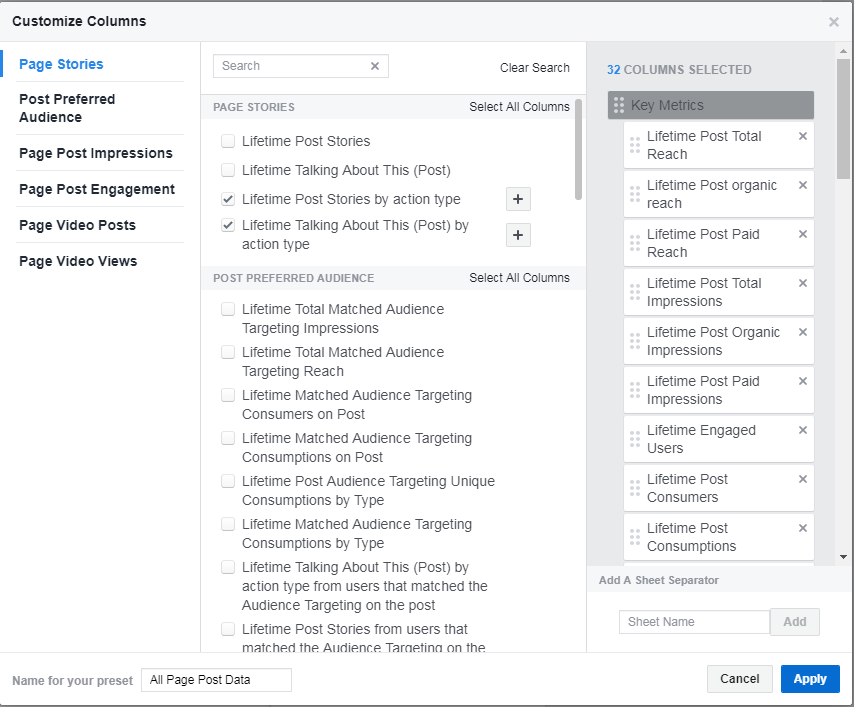 Customize Columns
Page Stories
Post Preferred
Audience
Page Post Impressions
Page Post Engagement
Page Video Posts
Page Video Views
Search
Clear Search
PAGE STORIES
Select All Columns
Lifetime Post Stories
Lifetime Talking About This (Post)
Lifetime Post Stories by action type
Lifetime Talking About This (Post) by
action type
POST PREFERRED AUDIENCE
Select All Columns
Lifetime Total Matched Audience
Targeting Impressions
Lifetime Total Matched Audience
Targeting Reach
Lifetime Matched Audience Targeting
Consumers on Post
Lifetime Matched Audience Targeting
Consumptions on Post
Lifetime Post Audience Targeting Unique
Consumptions by Type
Lifetime Matched Audience Targeting
Consumptions by Type
Lifetime Talking About This (Post) by
action type from users that matched the
Audience Targeting on the post
Lifetime Post Stories from users that
matched the Audience Targeting on the
32 COLUMNS SELECTED
Key Metrics
Lifetime Post Total
Reach
Lifetime Post organic
reach
Lifetime Post Paid
Reach
Lifetime Post Total
Impressions
Lifetime Post Organic
Impressions
Lifetime Post Paid
Impressions
Lifetime Engaged
Users
Lifetime Post
Consumers
Lifetime Post
Consumptions
Add A Sheet Separator
Sheet Name
Add
Name for your preset
All Page Post Data
Cancel
Apply